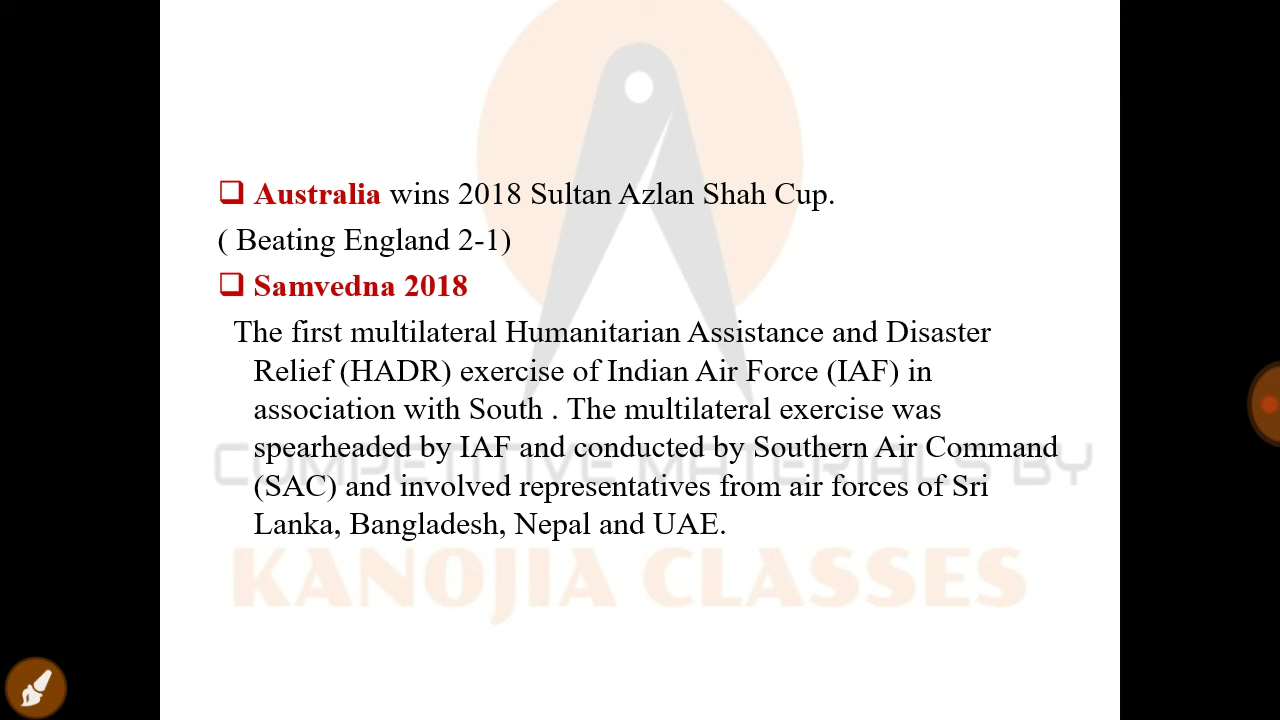 ❑ Australia wins 2018 Sultan Azlan Shah Cup.
( Beating England 2-1)
❑ Samvedna 2018
The first multilateral Humanitarian Assistance and Disaster
Relief (HADR) exercise of Indian Air Force (IAF) in
association with South . The multilateral exercise was
spearheaded by IAF and conducted by Southern Air Command
(SAC) and involved representatives from air forces of Sri
Lanka, Bangladesh, Nepal and UAE.
COMPETITIVE MATERIALS BY
KANOJIA CLASSES